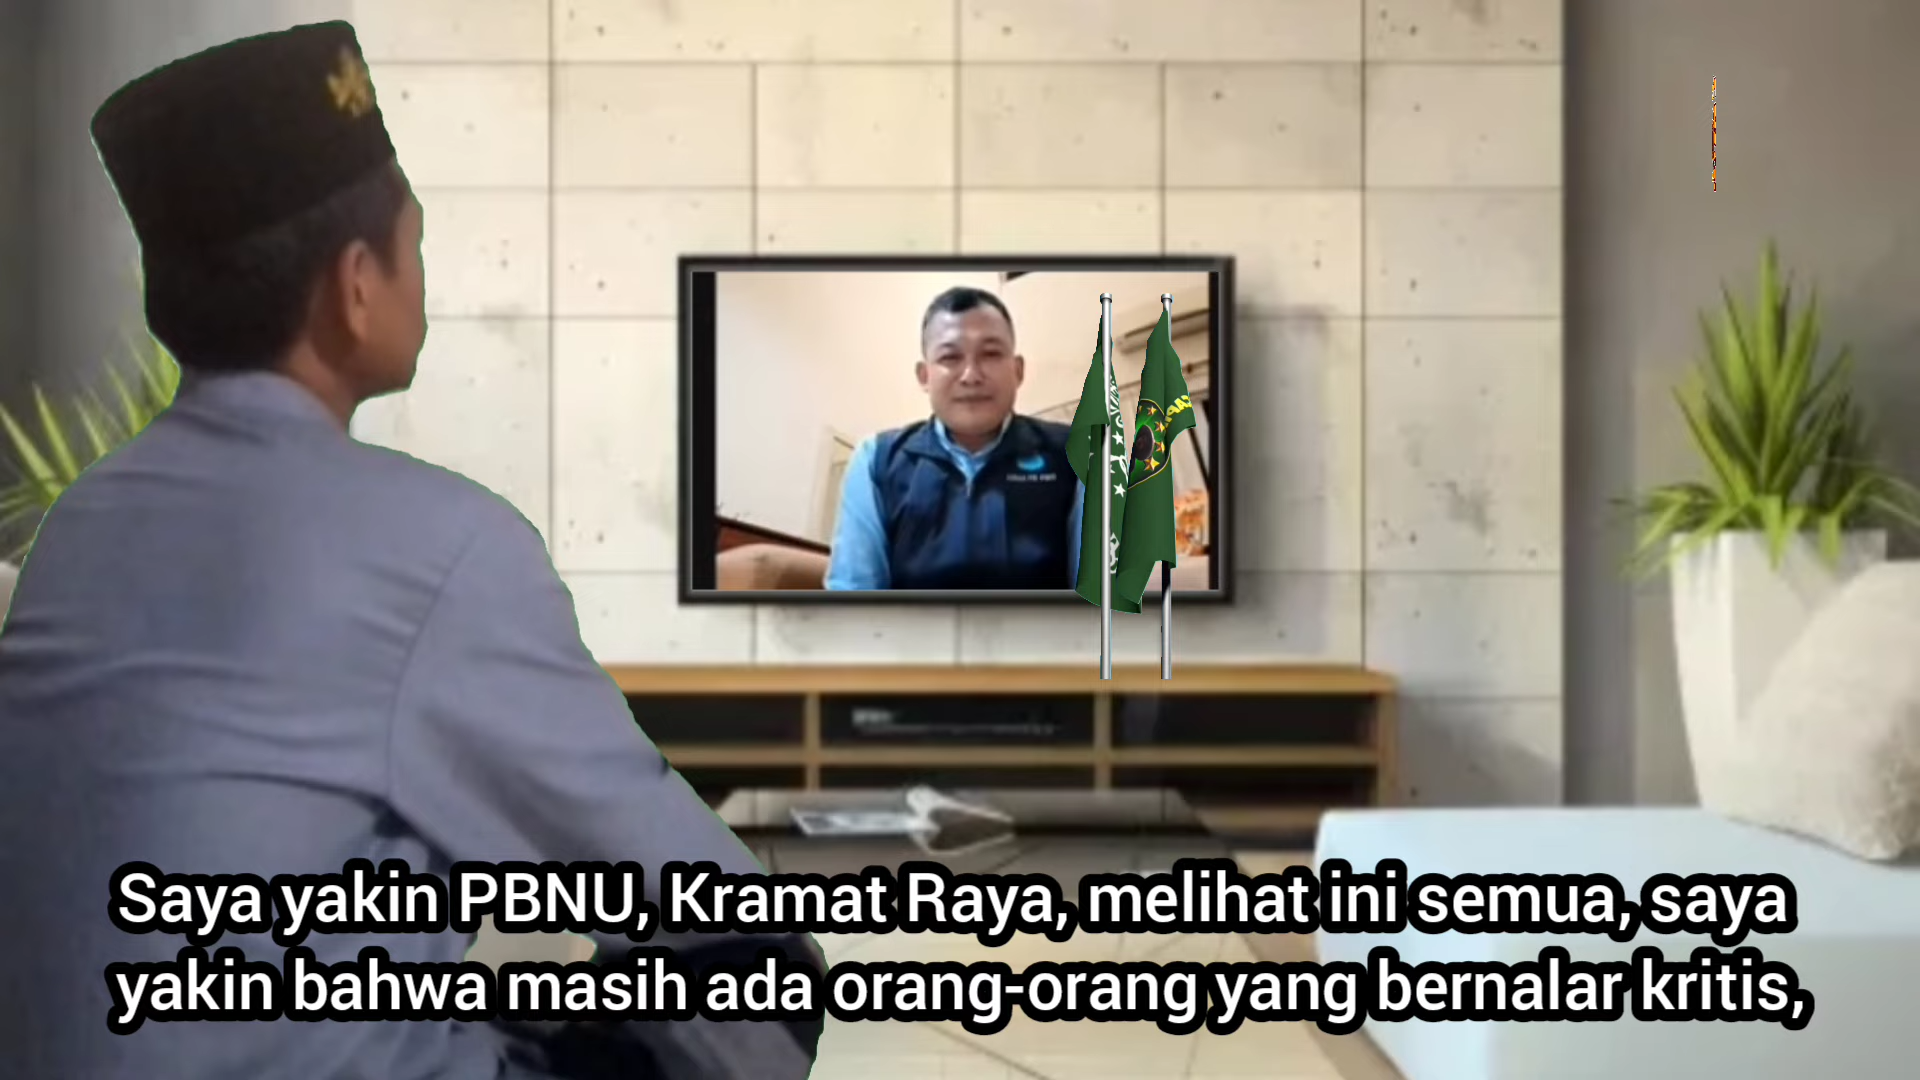 Saya yakin PBNU, Kramat Raya, melihat ini semua, saya
yakin bahwa masih ada orang-orang yang bernalar kritis,